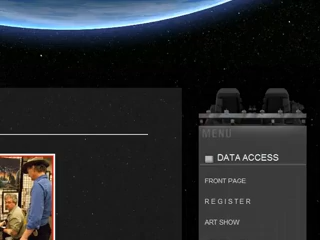 MENU
DATA ACCESS
FRONT PAGE
REGISTER
ART SHOW